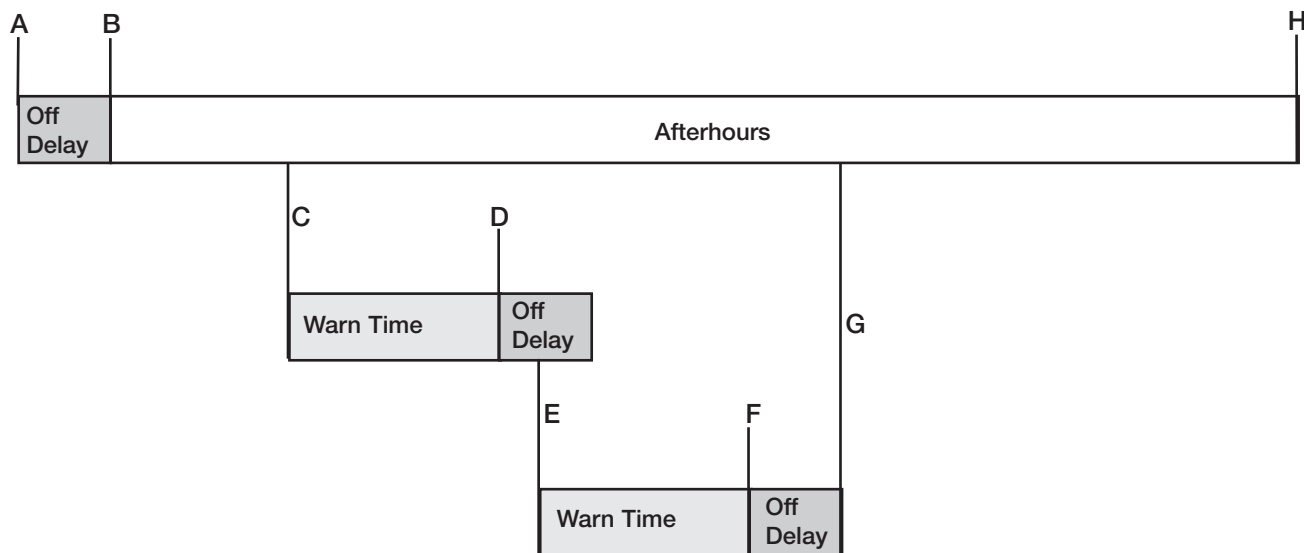 A
B
H
Off
Delay
Afterhours
C
D
Warn Time
Off
Delay
G
E
F
Warn Time
Off
Delay